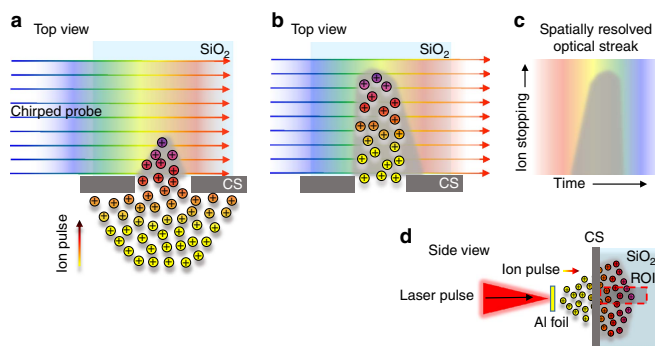 a
Top view
SiO2
Chirped probe
CS
Ion pulse
b
Top view
SiO2
CS
c
Spatially resolved
optical streak
Ion stopping
Time
d
Side view
CS
SiO2
ROI
Ion pulse
Laser pulse
Al foil